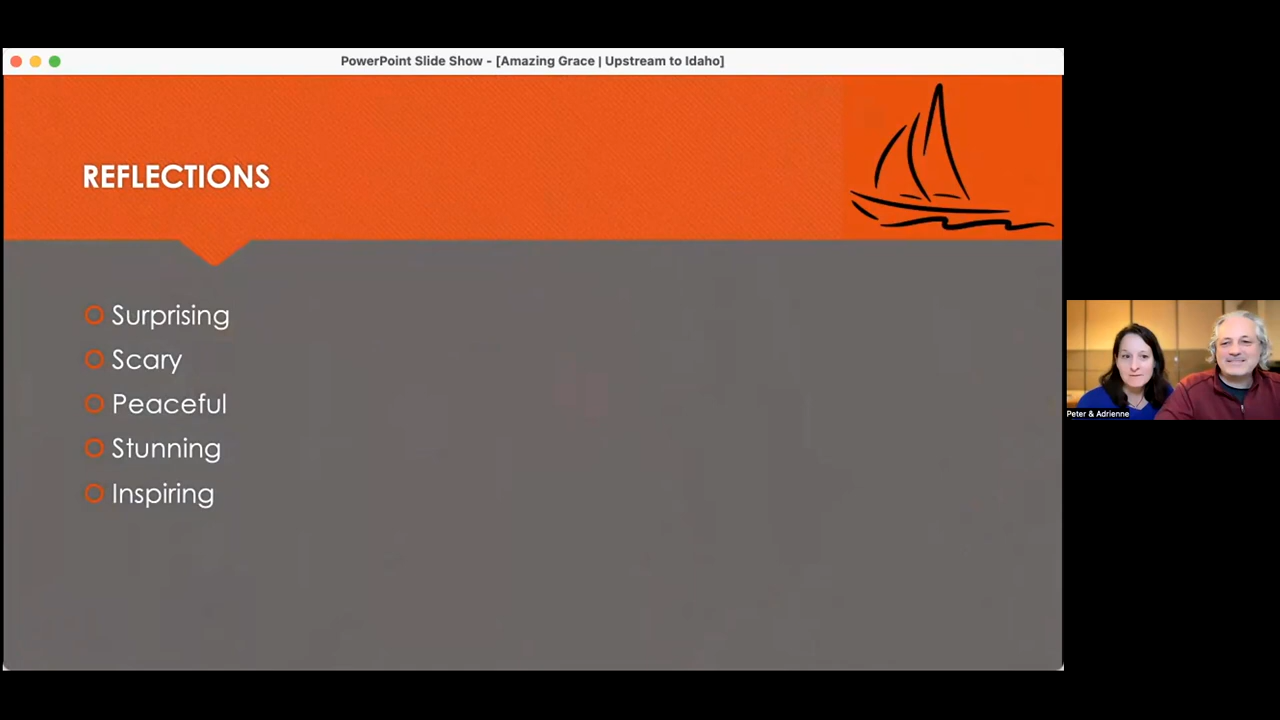 PowerPoint Slide Show - [Amazing Grace | Upstream to Idaho]
REFLECTIONS
Surprising
Scary
Peaceful
Stunning
Inspiring
Peter & Adrienne